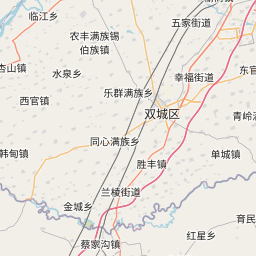 临江乡
五家街道
农丰满族锡
伯族镇
杏山镇
水泉乡
幸福街道
乐群满族乡
西官镇
双城区
同心满族乡
韩甸镇
单城镇
胜丰镇
兰棱街道
金城乡
育民
红星乡
蔡家沟镇
东官
青岭